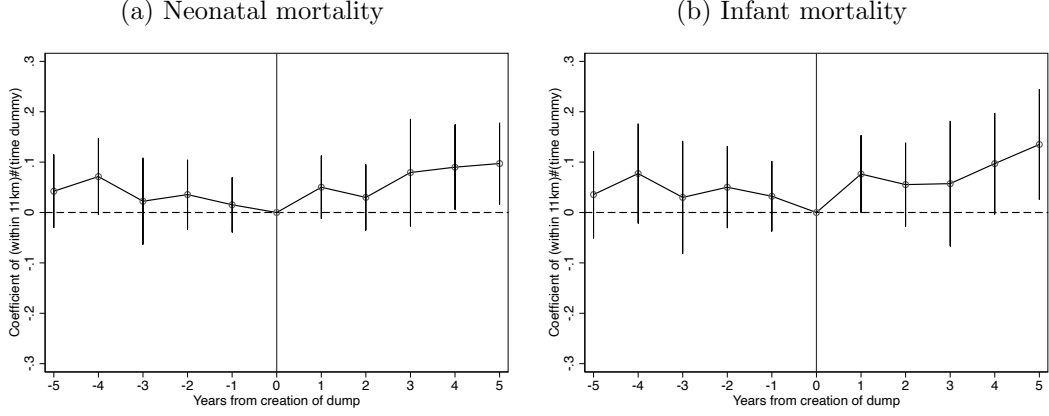 (a) Neonatal mortality
Coefficient of (within 11km)#(time dummy)
.3
.2
.1
0
-.1
-.2
-.3
-5 -4 -3 -2 -1 0 1 2 3 4 5
Years from creation of dump
(b) Infant mortality
Coefficient of (within 11km)#(time dummy)
.3
.2
.1
0
-.1
-.2
-.3
-5 -4 -3 -2 -1 0 1 2 3 4 5
Years from creation of dump